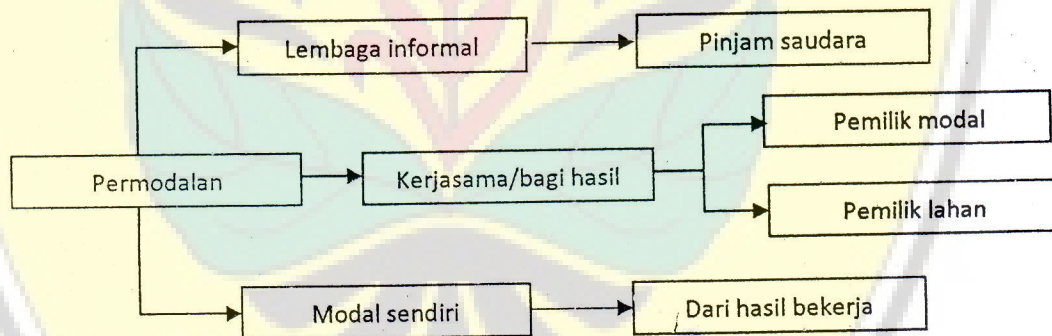 Lembaga informal
Pinjam saudara
Pemilik modal
Permodalan
Kerjasama/bagi hasil
Pemilik lahan
Modal sendiri
Dari hasil bekerja